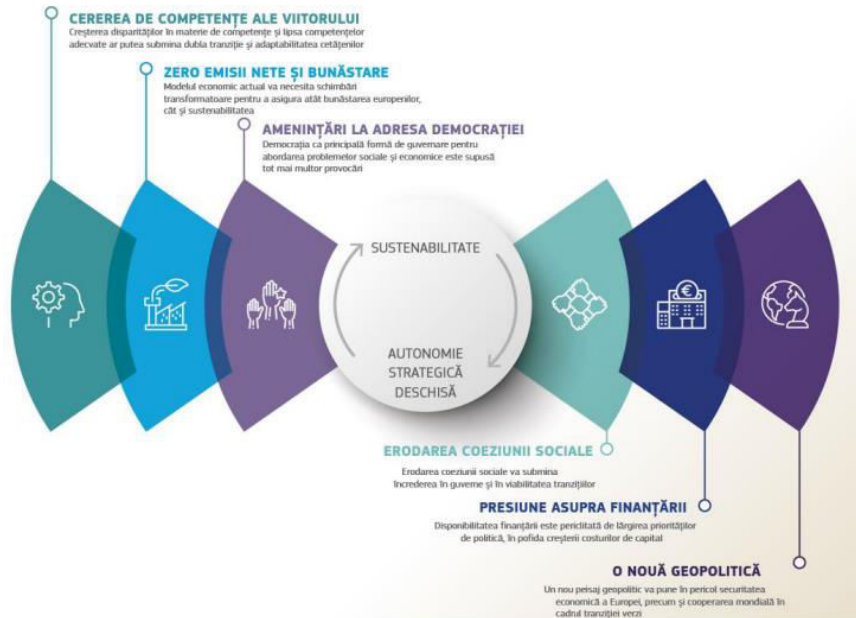 CEREREA DE COMPETENȚE ALE VIITORULUI
Creșterea disparităților în materie de competențe și lipsa competențelor
adecvate ar putea submina dubla tranziție și adaptabilitatea cetățenilor
ZERO EMISII NETE ȘI BUNĂSTARE
Modelul economic actual va necesita schimbări
transformatoare pentru a asigura atât bunăstarea europenilor,
cât și sustenabilitatea
AMENINȚĂRI LA ADRESA DEMOCRAȚIEI
Democrația ca principală formă de guvernare pentru
abordarea problemelor sociale și economice este supusă
tot mai multor provocări
SUSTENABILITATE
AUTONOMIE
STRATEGICĂ
DESCHISĂ
€
ERODAREA COEZIUNII SOCIALE
Erodarea coeziunii sociale va submina
încrederea în guverne și în viabilitatea tranzițiilor
PRESIUNE ASUPRA FINANȚĂRII
Disponibilitatea finanțării este periclitată de lărgirea priorităților
de politică, în pofida creșterii costurilor de capital
O NOUĂ GEOPOLITICĂ
Un nou peisaj geopolitic va pune în pericol securitatea
economică a Europei, precum și cooperarea mondială în
cadrul tranziției verzi